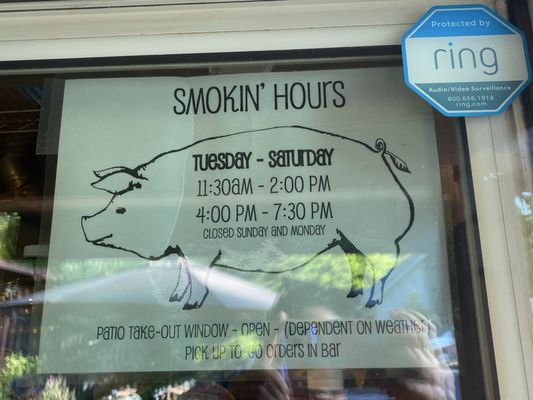 Protected by
ring
Audio/Video Surveillance
800 656.1918
ring.com
SMOKIN' HOURS
TUESDAY - SATURDAY
11:30AM - 2:00 PM
4:00 PM - 7:30 PM
CLOSED SUNDAY AND MONDAY
PATIO TAKE-OUT WINDOW - OPEN - (DEPENDENT ON WEATHER)
PICK UP TO GO ORDERS IN BAR